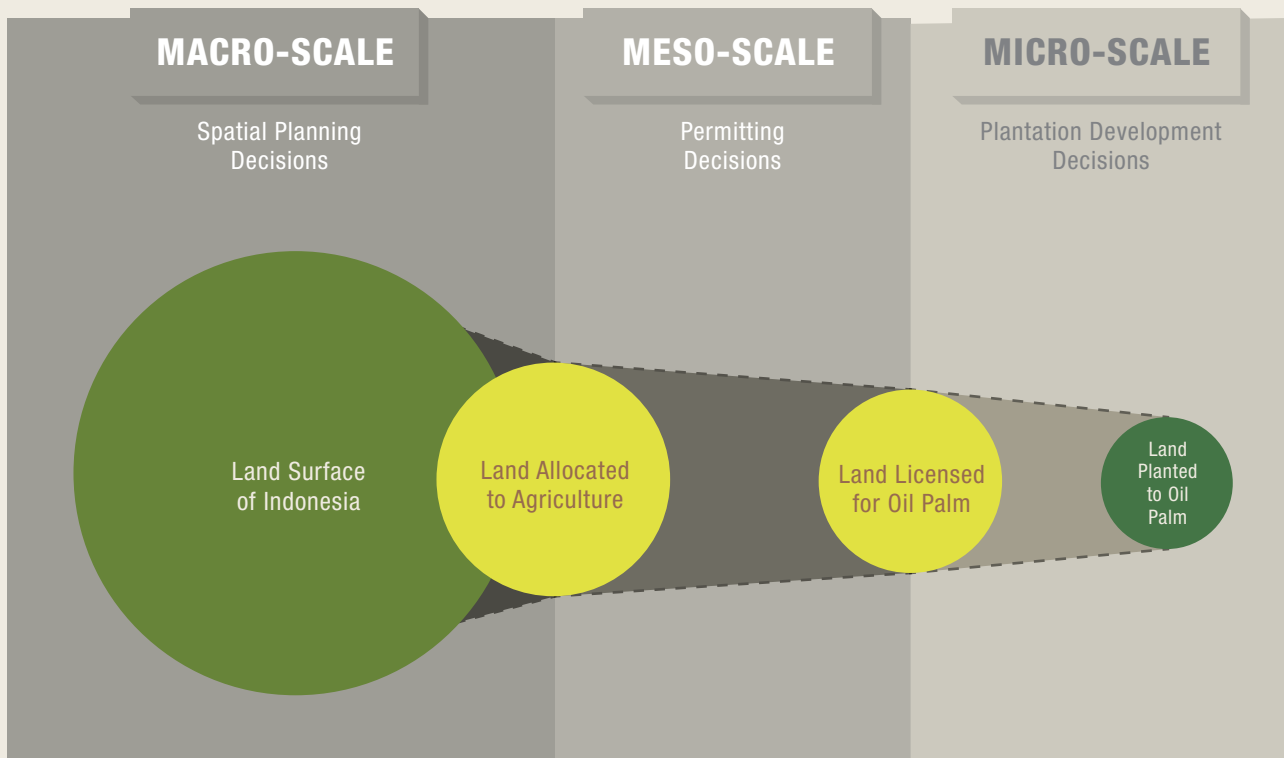 MACRO-SCALE
Spatial Planning
Decisions
MESO-SCALE
Permitting
Decisions
MICRO-SCALE
Plantation Development
Decisions
Land Surface
of Indonesia
Land Allocated
to Agriculture
Land Licensed
for Oil Palm
Land
Planted
to Oil
Palm